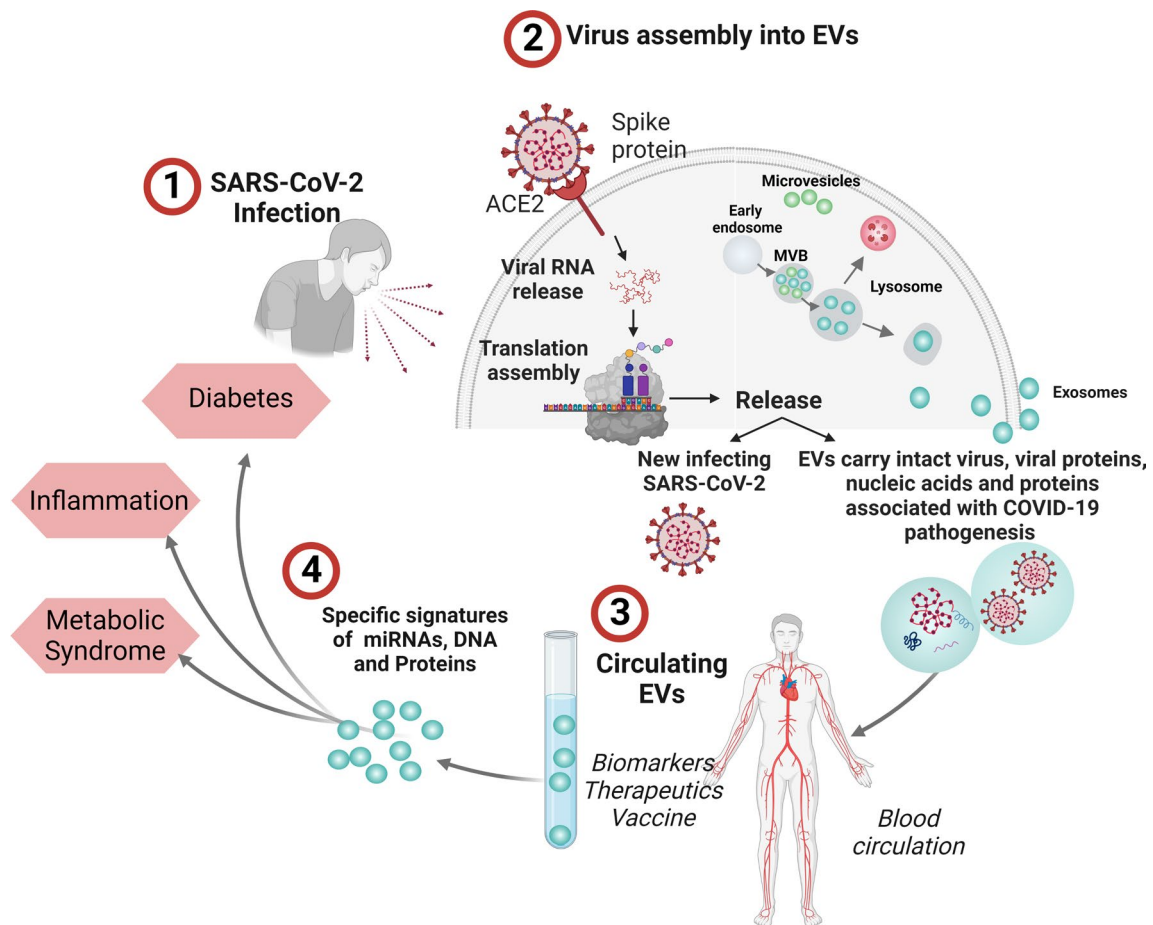 2 Virus assembly into EVs
Spike
protein
ACE2
1 SARS-CoV-2
Infection
Microvesicles
Early
endosome
MVB
Lysosome
Viral RNA
release
Translation
assembly
Release
Exosomes
New infecting
SARS-CoV-2
EVs carry intact virus, viral proteins,
nucleic acids and proteins
associated with COVID-19
pathogenesis
3
Circulating
EVs
Biomarkers
Therapeutics
Vaccine
Blood
circulation
4
Specific signatures
of miRNAs, DNA
and Proteins
Diabetes
Inflammation
Metabolic
Syndrome